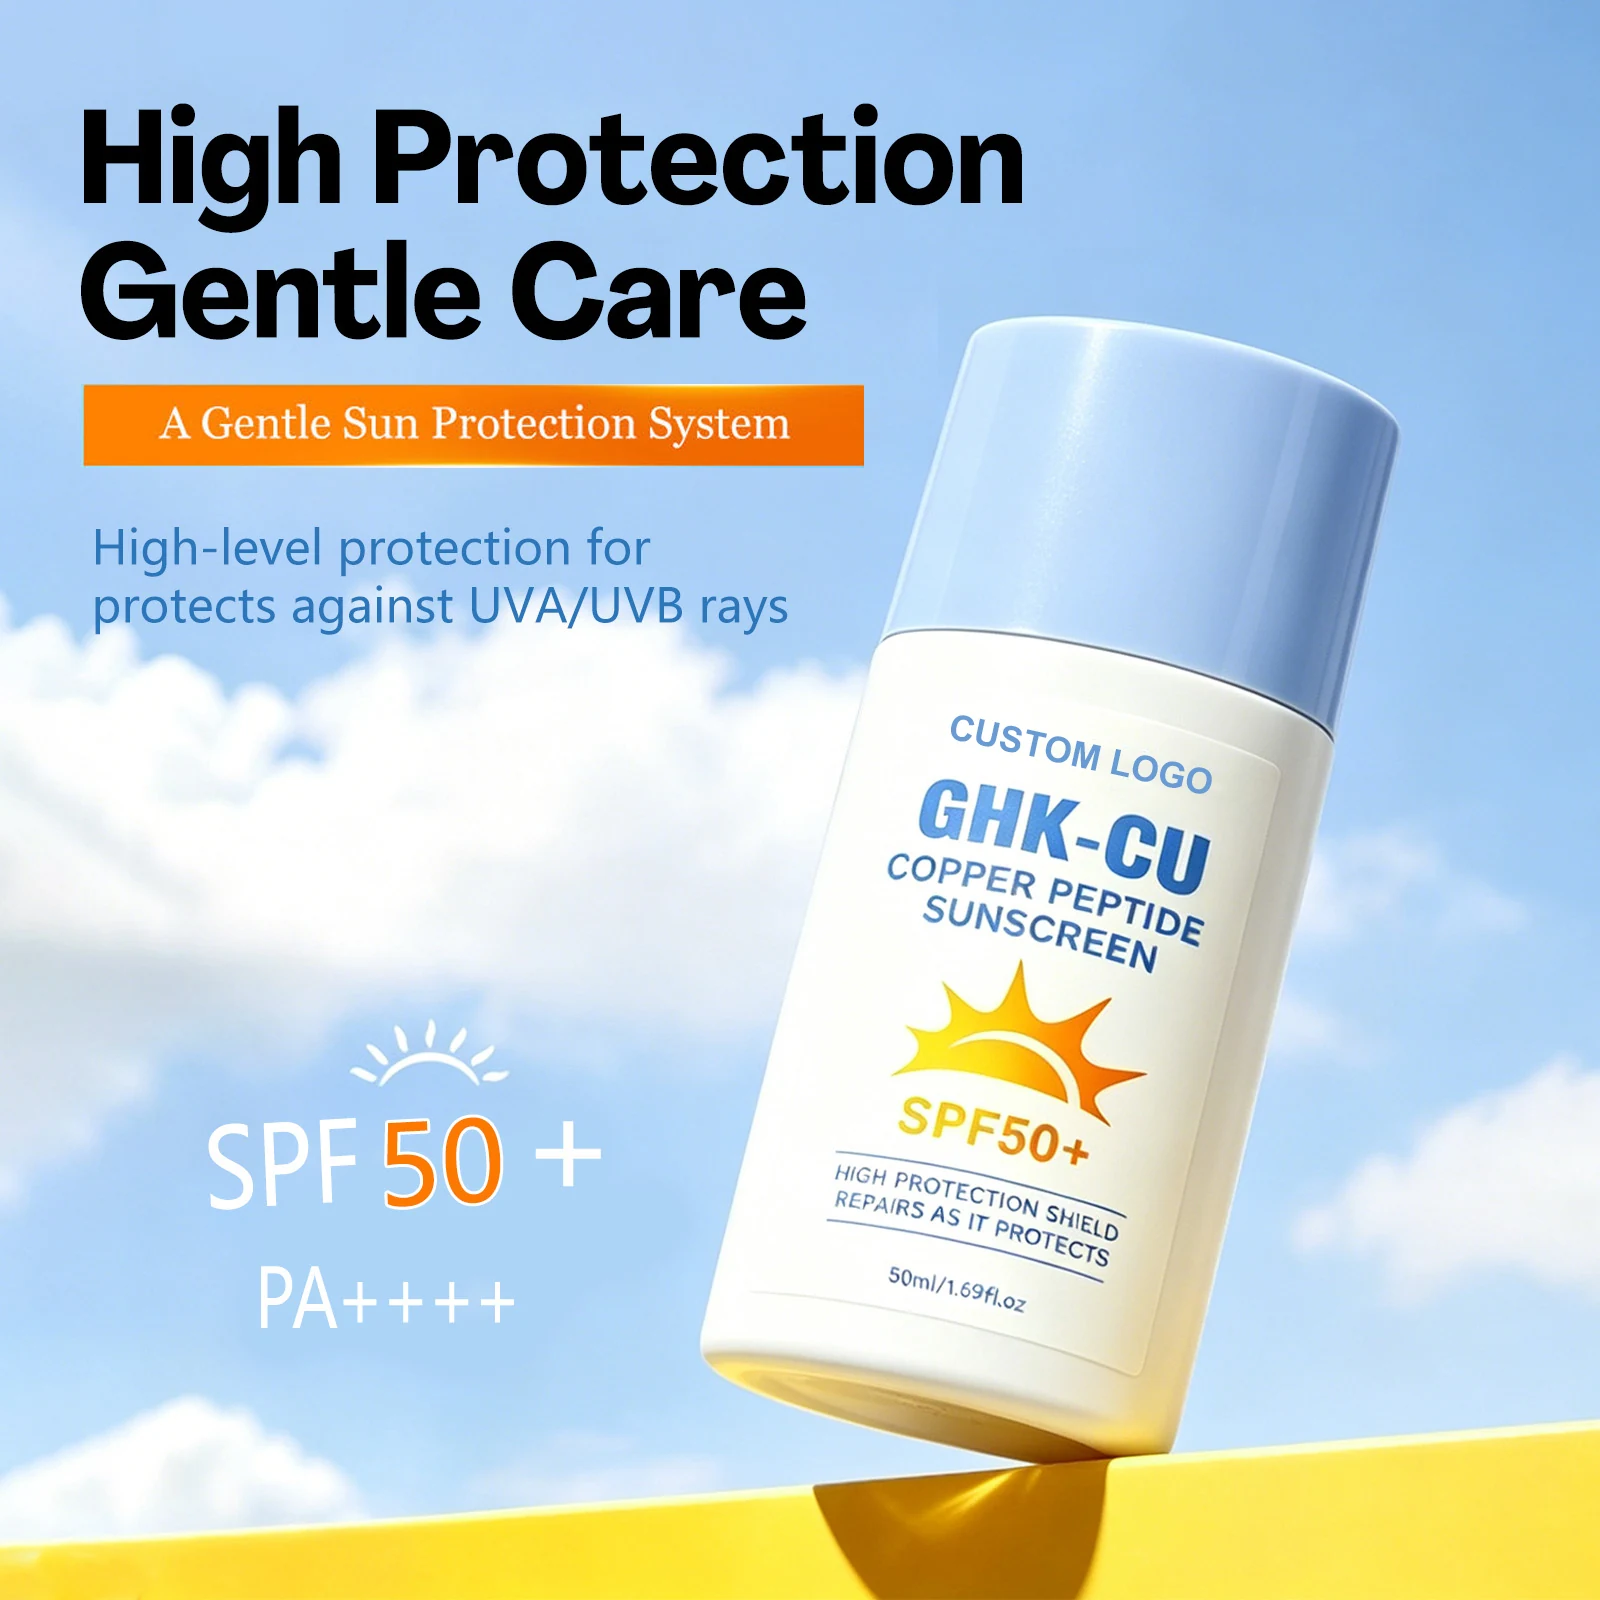 High Protection
Gentle Care
A Gentle Sun Protection System
High-level protection for
protects against UVA/UVB rays
SPF 50 +
PA++++
CUSTOM LOGO
GHK-CU
COPPER PEPTIDE
SUNSCREEN
SPF50+
HIGH PROTECTION SHIELD
REPAIRS AS IT PROTECTS
50ml/1.69fl.oz